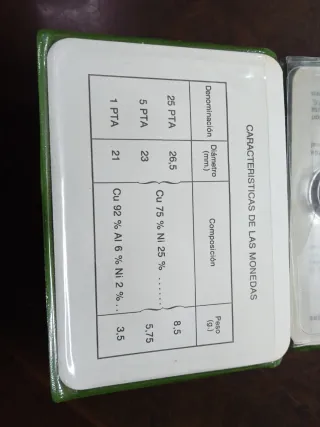 CARACTERISTICAS DE LAS MONEDAS
Denominación Diámetro (mm.) Composición Peso (g.)
25 PTA 26,5 8,5
Cu 75 % Ni 25 % .......
5 PTA 23 5,75
1 PTA 21 Cu 92 % Al 6 % Ni 2 % .. 3,5